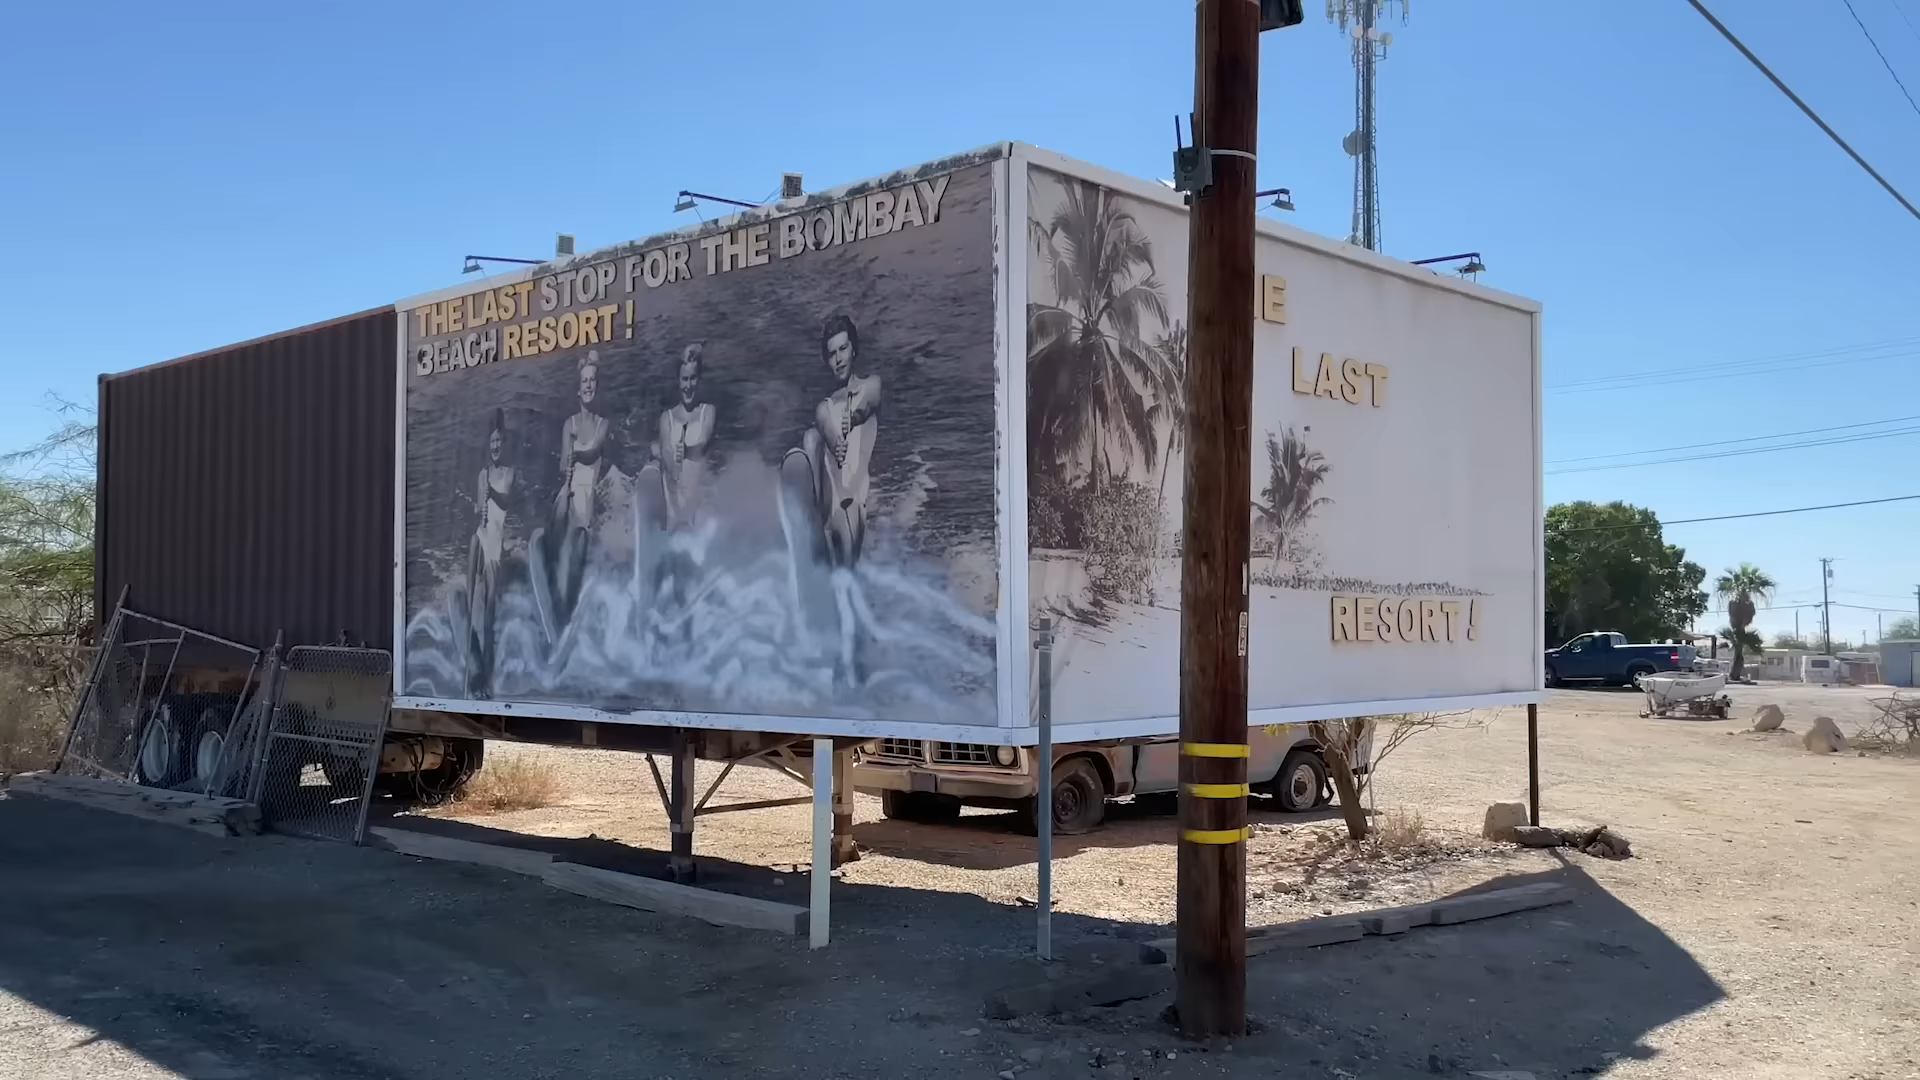 THE LAST STOP FOR THE BOMBAY
BEACH RESORT!
LAST
RESORT!